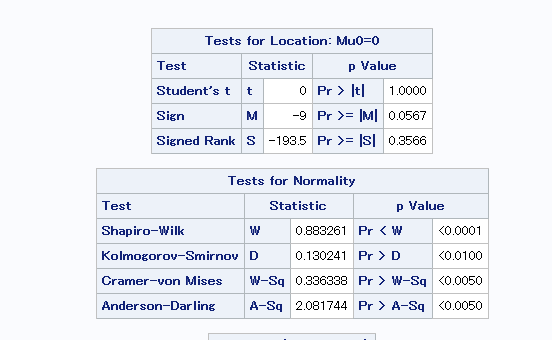 Tests for Location: Mu0=0
Test Statistic p Value
Student's t t 0 Pr > |t| 1.0000
Sign M -9 Pr >= |M| 0.0567
Signed Rank S -193.5 Pr >= |S| 0.3566
Tests for Normality
Test Statistic p Value
Shapiro-Wilk W 0.883261 Pr < W <0.0001
Kolmogorov-Smirnov D 0.130241 Pr > D <0.0100
Cramer-von Mises W-Sq 0.336338 Pr > W-Sq <0.0050
Anderson-Darling A-Sq 2.081744 Pr > A-Sq <0.0050